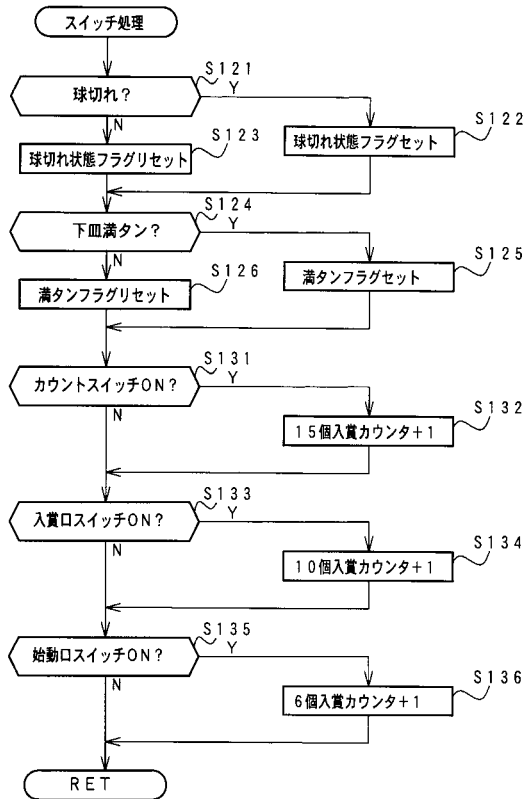 スイッチ処理
S121
球切れ?
Y
N
S122
球切れ状態フラグセット
S123
球切れ状態フラグリセット
S124
下皿満タン?
Y
N
S125
満タンフラグセット
S126
満タンフラグリセット
S131
カウントスイッチON?
Y
N
S132
15個入賞カウンタ+1
S133
入賞口スイッチON?
Y
N
S134
10個入賞カウンタ+1
S135
始動口スイッチON?
Y
N
S136
6個入賞カウンタ+1
RET